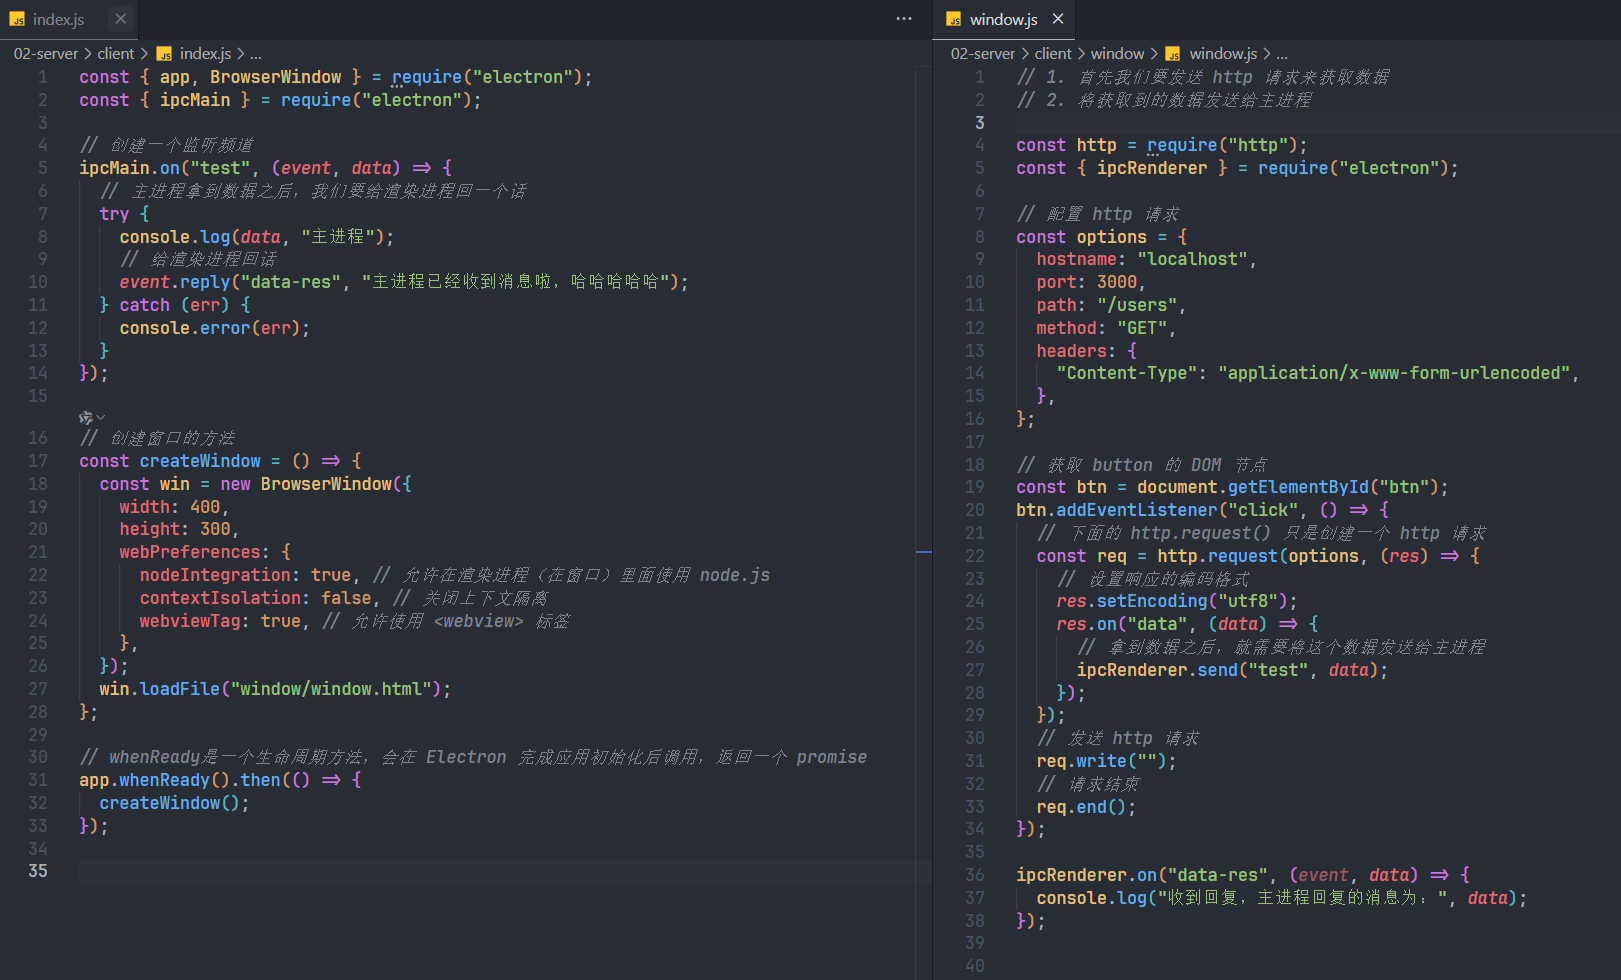 index.js
02-server > client > index.js > ...
1 const { app, BrowserWindow } = require("electron");
2 const { ipcMain } = require("electron");
3
4 // 创建一个监听频道
5 ipcMain.on("test", (event, data) => {
6 // 主进程拿到数据之后，我们要给渲染进程回一个话
7 try {
8 console.log(data, "主进程");
9 // 给渲染进程回话
10 event.reply("data-res", "主进程已经收到消息啦，哈哈哈哈哈");
11 } catch (err) {
12 console.error(err);
13 }
14 });
15
16 // 创建窗口的方法
17 const createWindow = () => {
18 const win = new BrowserWindow({
19 width: 400,
20 height: 300,
21 webPreferences: {
22 nodeIntegration: true, // 允许在渲染进程（在窗口）里面使用 node.js
23 contextIsolation: false, // 关闭上下文隔离
24 webviewTag: true, // 允许使用 <webview> 标签
25 },
26 });
27 win.loadFile("window/window.html");
28 };
29
30 // whenReady是一个生命周期方法，会在 Electron 完成应用初始化后调用，返回一个 promise
31 app.whenReady().then(() => {
32 createWindow();
33 });
34
35
window.js
02-server > client > window > window.js > ...
1 // 1. 首先我们要发送 http 请求来获取数据
2 // 2. 将获取到的数据发送给主进程
3
4 const http = require("http");
5 const { ipcRenderer } = require("electron");
6
7 // 配置 http 请求
8 const options = {
9 hostname: "localhost",
10 port: 3000,
11 path: "/users",
12 method: "GET",
13 headers: {
14 "Content-Type": "application/x-www-form-urlencoded",
15 },
16 };
17
18 // 获取 button 的 DOM 节点
19 const btn = document.getElementById("btn");
20 btn.addEventListener("click", () => {
21 // 下面的 http.request() 只是创建一个 http 请求
22 const req = http.request(options, (res) => {
23 // 设置响应的编码格式
24 res.setEncoding("utf8");
25 res.on("data", (data) => {
26 // 拿到数据之后，就需要将这个数据发送给主进程
27 ipcRenderer.send("test", data);
28 });
29 });
30 // 发送 http 请求
31 req.write("");
32 // 请求结束
33 req.end();
34 });
35
36 ipcRenderer.on("data-res", (event, data) => {
37 console.log("收到回复，主进程回复的消息为：", data);
38 });
39
40